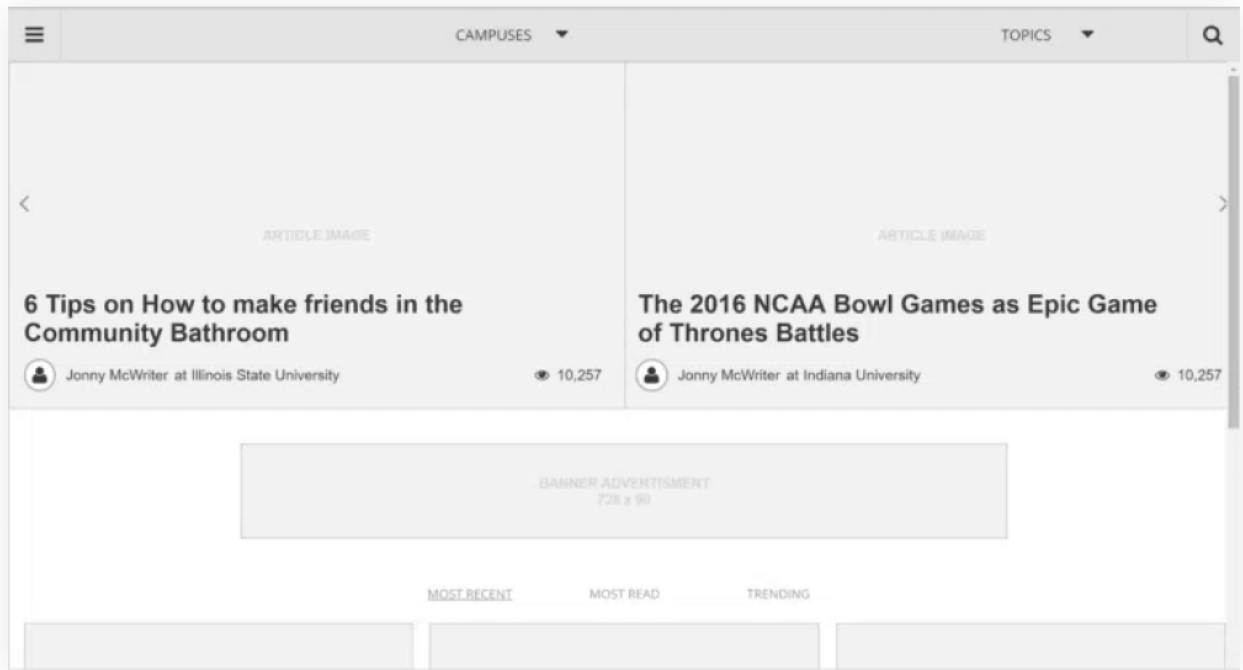 CAMPUSES
TOPICS
ARTICLE IMAGE
ARTICLE IMAGE
6 Tips on How to make friends in the
Community Bathroom
The 2016 NCAA Bowl Games as Epic Game
of Thrones Battles
Jonny McWriter at Illinois State University
10,257
Jonny McWriter at Indiana University
10,257
BANNER ADVERTISMENT
728 x 90
MOST RECENT
MOST READ
TRENDING